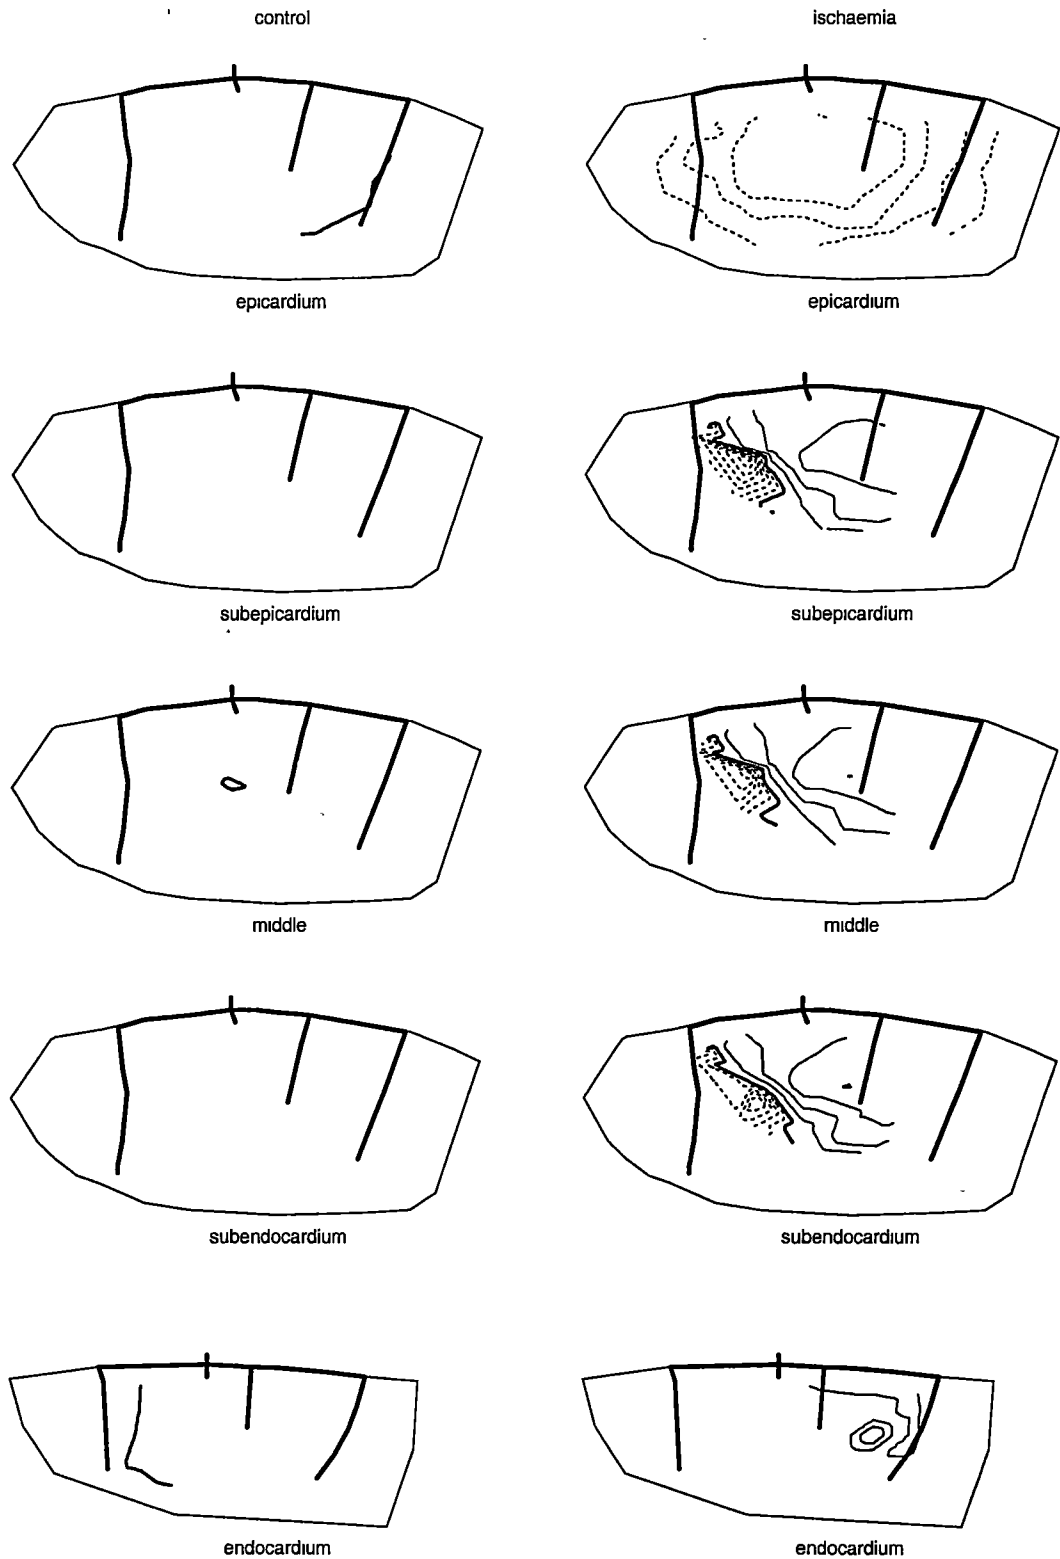 control ischaemia
epicardium epicardium
subepicardium subepicardium
middle middle
subendocardium subendocardium
endocardium endocardium